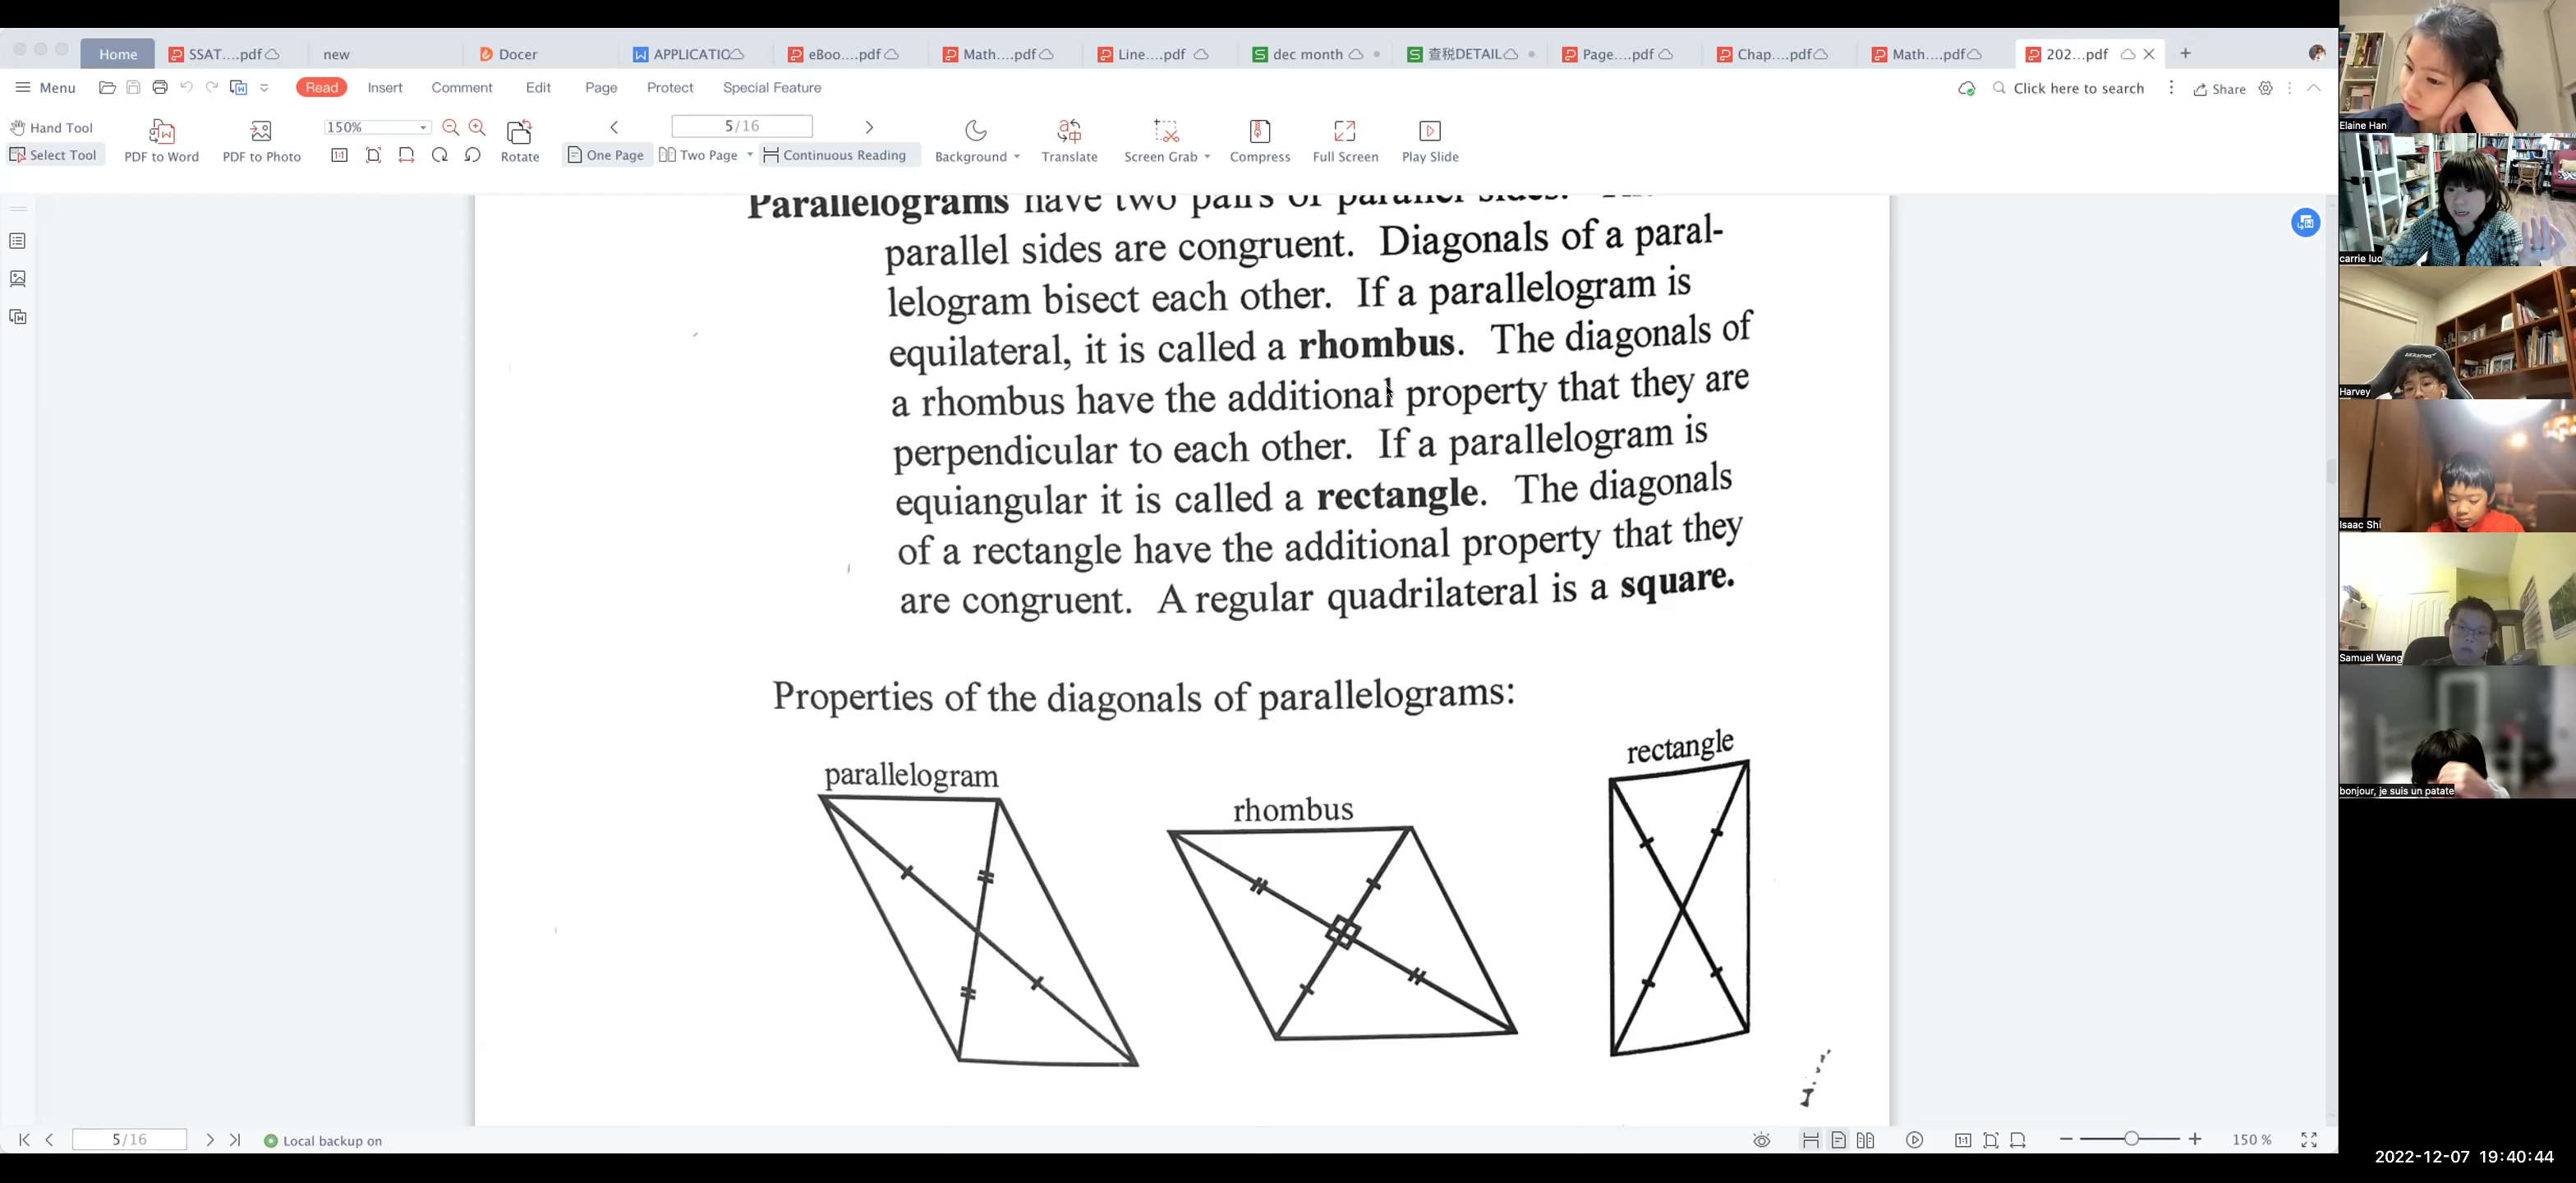 Home SSAT....pdf new Docer APPLICATIO eBoo....pdf Math....pdf Line....pdf dec month 查税DETAIL Page....pdf Chap....pdf Math....pdf 202...pdf
Menu Read Insert Comment Edit Page Protect Special Feature Click here to search Share
Hand Tool 150% 5/16
Select Tool PDF to Word PDF to Photo Rotate One Page Two Page Continuous Reading Background Translate Screen Grab Compress Full Screen Play Slide
Parallelograms have two pairs of parallel sides.
parallel sides are congruent. Diagonals of a paral-
lelogram bisect each other. If a parallelogram is
equilateral, it is called a rhombus. The diagonals of
a rhombus have the additional property that they are
perpendicular to each other. If a parallelogram is
equiangular it is called a rectangle. The diagonals
of a rectangle have the additional property that they
are congruent. A regular quadrilateral is a square.
Properties of the diagonals of parallelograms:
parallelogram
rhombus
rectangle
5/16 Local backup on 150 %
Elaine Han
carrie luo
AKRACING
Harvey
Isaac Shi
Samuel Wang
bonjour, je suis un patate
2022-12-07 19:40:44